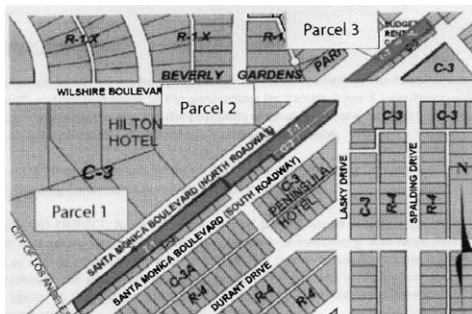 R-1.X
R-1.X
R-1
Parcel 3
BUDGET
RENTAL
BEVERLY GARDENS
PARK
C-3
WILSHIRE BOULEVARD
Parcel 2
HILTON
HOTEL
C-3
Parcel 1
CITY OF LOS ANGELES
SANTA MONICA BOULEVARD (NORTH ROADWAY)
SANTA MONICA BOULEVARD (SOUTH ROADWAY)
T-1
C-3
T-1
C-3
PENINSULA
HOTEL
C-3A
R-4
DURANT DRIVE
R-4
LASKY DRIVE
C-3
C-3
R-4
SPALDING DRIVE
R-4
C-3